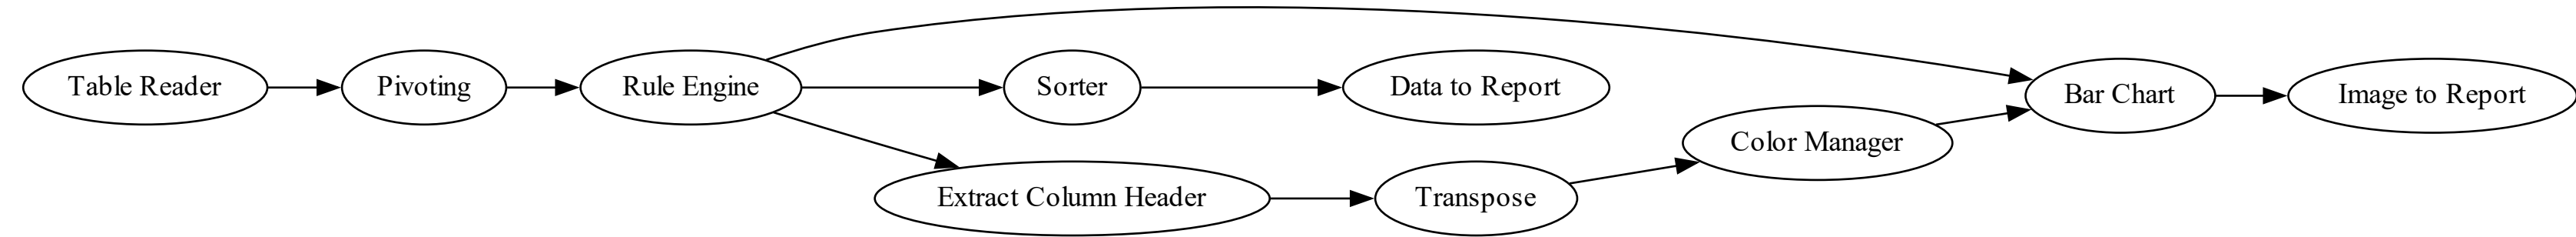 Table Reader
Pivoting
Rule Engine
Sorter
Data to Report
Bar Chart
Image to Report
Color Manager
Extract Column Header
Transpose